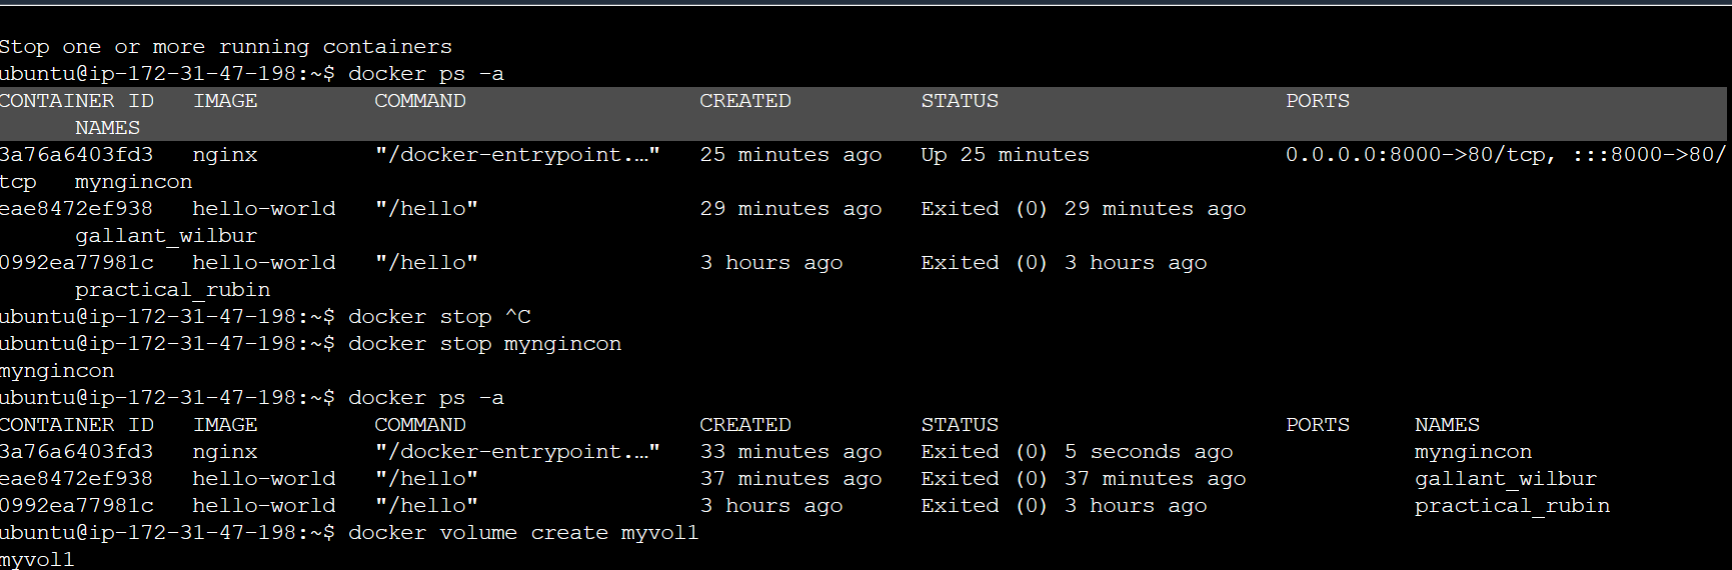 Stop one or more running containers
ubuntu@ip-172-31-47-198:~$ docker ps -a
CONTAINER ID   IMAGE         COMMAND                  CREATED          STATUS                      PORTS
      NAMES
3a76a6403fd3   nginx         "/docker-entrypoint.…"   25 minutes ago   Up 25 minutes               0.0.0.0:8000->80/tcp, :::8000->80/
tcp   myngincon
eae8472ef938   hello-world   "/hello"                 29 minutes ago   Exited (0) 29 minutes ago
      gallant_wilbur
0992ea77981c   hello-world   "/hello"                 3 hours ago      Exited (0) 3 hours ago
      practical_rubin
ubuntu@ip-172-31-47-198:~$ docker stop ^C
ubuntu@ip-172-31-47-198:~$ docker stop myngincon
myngincon
ubuntu@ip-172-31-47-198:~$ docker ps -a
CONTAINER ID   IMAGE         COMMAND                  CREATED          STATUS                      PORTS     NAMES
3a76a6403fd3   nginx         "/docker-entrypoint.…"   33 minutes ago   Exited (0) 5 seconds ago              myngincon
eae8472ef938   hello-world   "/hello"                 37 minutes ago   Exited (0) 37 minutes ago             gallant_wilbur
0992ea77981c   hello-world   "/hello"                 3 hours ago      Exited (0) 3 hours ago                practical_rubin
ubuntu@ip-172-31-47-198:~$ docker volume create myvol1
myvol1